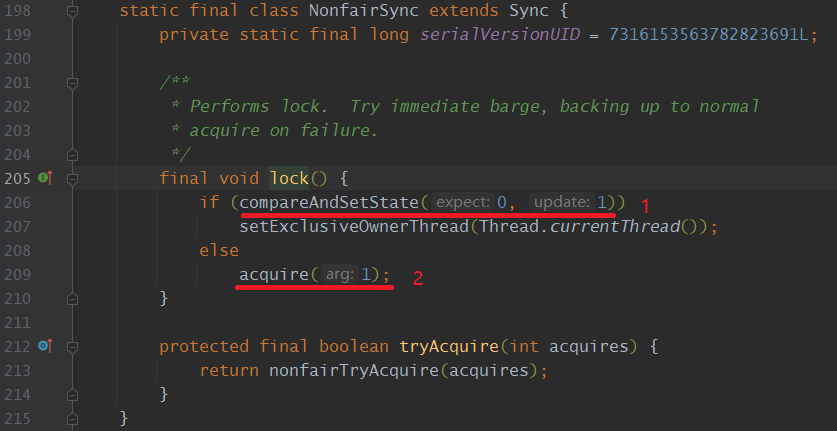 198 static final class NonfairSync extends Sync {
199 private static final long serialVersionUID = 7316153563782823691L;
200
201 /**
202 * Performs lock.  Try immediate barge, backing up to normal
203 * acquire on failure.
204 */
205 final void lock() {
206 if (compareAndSetState( expect: 0, update: 1)) 1
207 setExclusiveOwnerThread(Thread.currentThread());
208 else
209 acquire( arg: 1); 2
210 }
211
212 protected final boolean tryAcquire(int acquires) {
213 return nonfairTryAcquire(acquires);
214 }
215 }